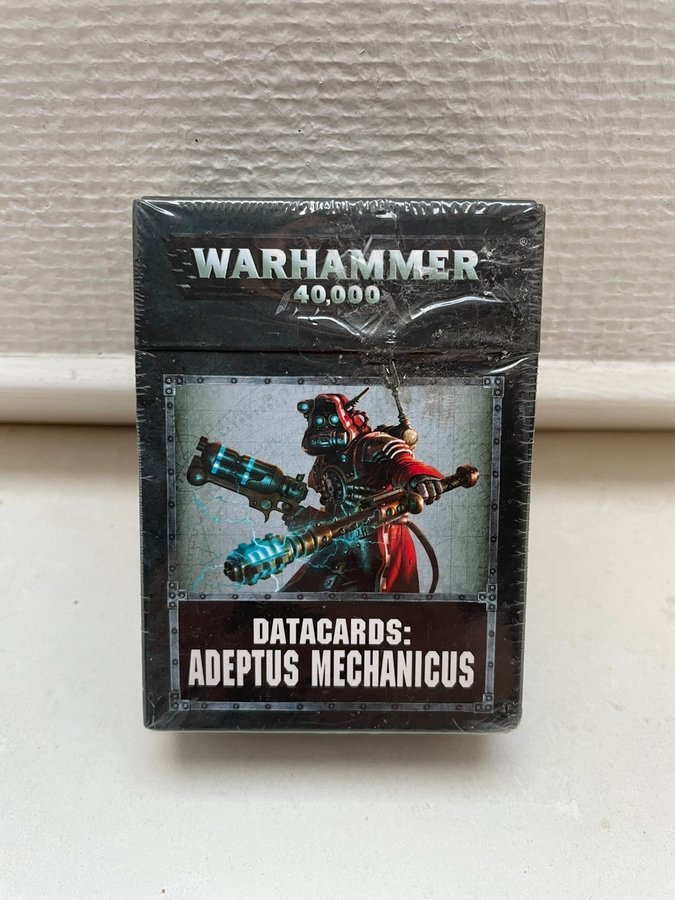 WARHAMMER
®
40,000
DATACARDS:
ADEPTUS MECHANICUS